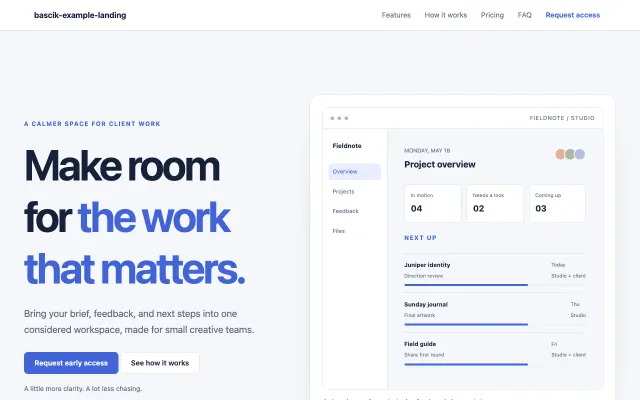 bascik-example-landing
Features
How it works
Pricing
FAQ
Request access
A CALMER SPACE FOR CLIENT WORK
Make room
for the work
that matters.
Bring your brief, feedback, and next steps into one
considered workspace, made for small creative teams.
Request early access
See how it works
A little more clarity. A lot less chasing.
FIELDNOTE / STUDIO
Fieldnote
Overview
Projects
Feedback
Files
MONDAY, MAY 18
Project overview
In motion
04
Needs a look
02
Coming up
03
NEXT UP
Juniper identity
Today
Direction review
Studio + client
Sunday journal
Thu
Final artwork
Studio
Field guide
Fri
Share first round
Studio + client